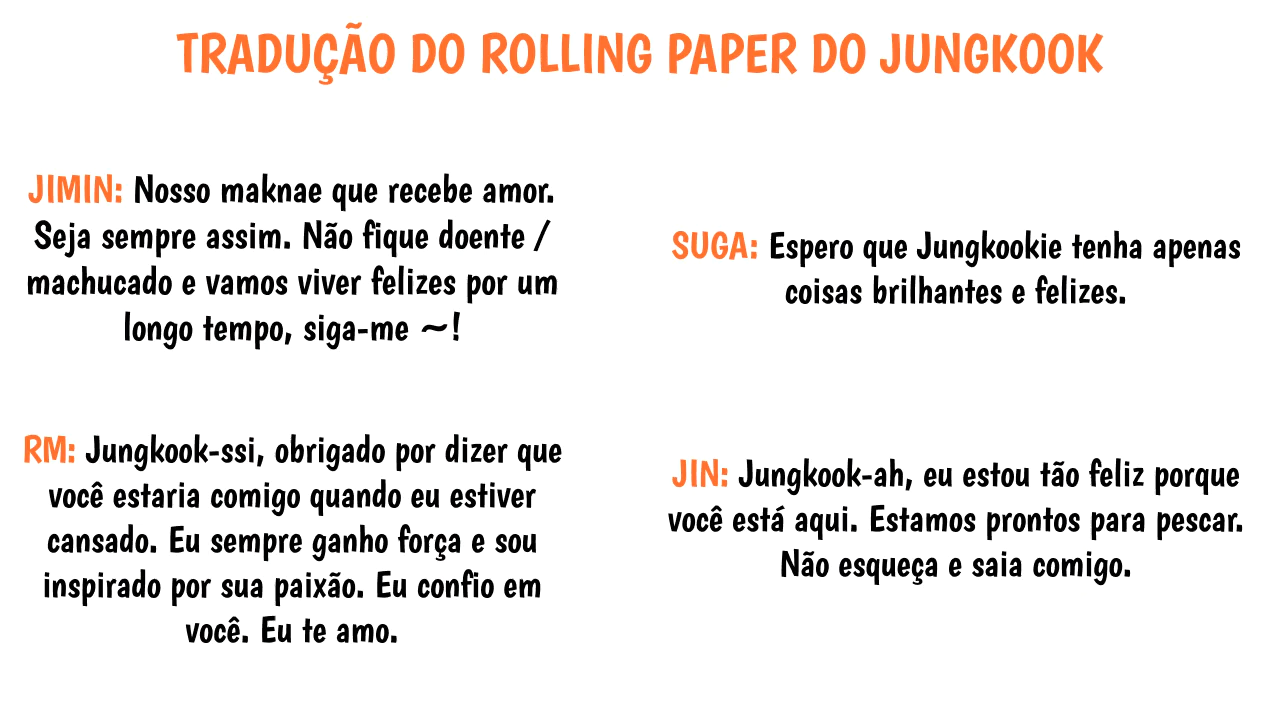 TRADUÇÃO DO ROLLING PAPER DO JUNGKOOK
JIMIN: Nosso maknae que recebe amor.
Seja sempre assim. Não fique doente /
machucado e vamos viver felizes por um
longo tempo, siga-me ~!
SUGA: Espero que Jungkookie tenha apenas
coisas brilhantes e felizes.
RM: Jungkook-ssi, obrigado por dizer que
você estaria comigo quando eu estiver
cansado. Eu sempre ganho força e sou
inspirado por sua paixão. Eu confio em
você. Eu te amo.
JIN: Jungkook-ah, eu estou tão feliz porque
você está aqui. Estamos prontos para pescar.
Não esqueça e saia comigo.